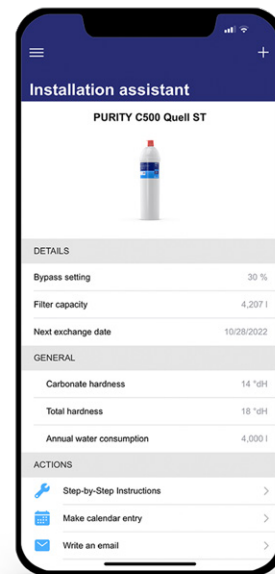 Installation assistant
PURITY C500 Quell ST
DETAILS
Bypass setting 30 %
Filter capacity 4,207 l
Next exchange date 10/28/2022
GENERAL
Carbonate hardness 14 °dH
Total hardness 18 °dH
Annual water consumption 4,000 l
ACTIONS
Step-by-Step Instructions
Make calendar entry
Write an email